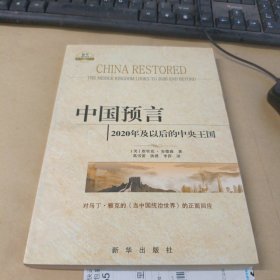 CHINA RESTORED
THE MIDDLE KINGDOM LOOKS TO 2020 AND BEYOND
中国预言
2020年及以后的中央王国
对马丁·雅克的《当中国统治世界》的正面回应
新华出版社